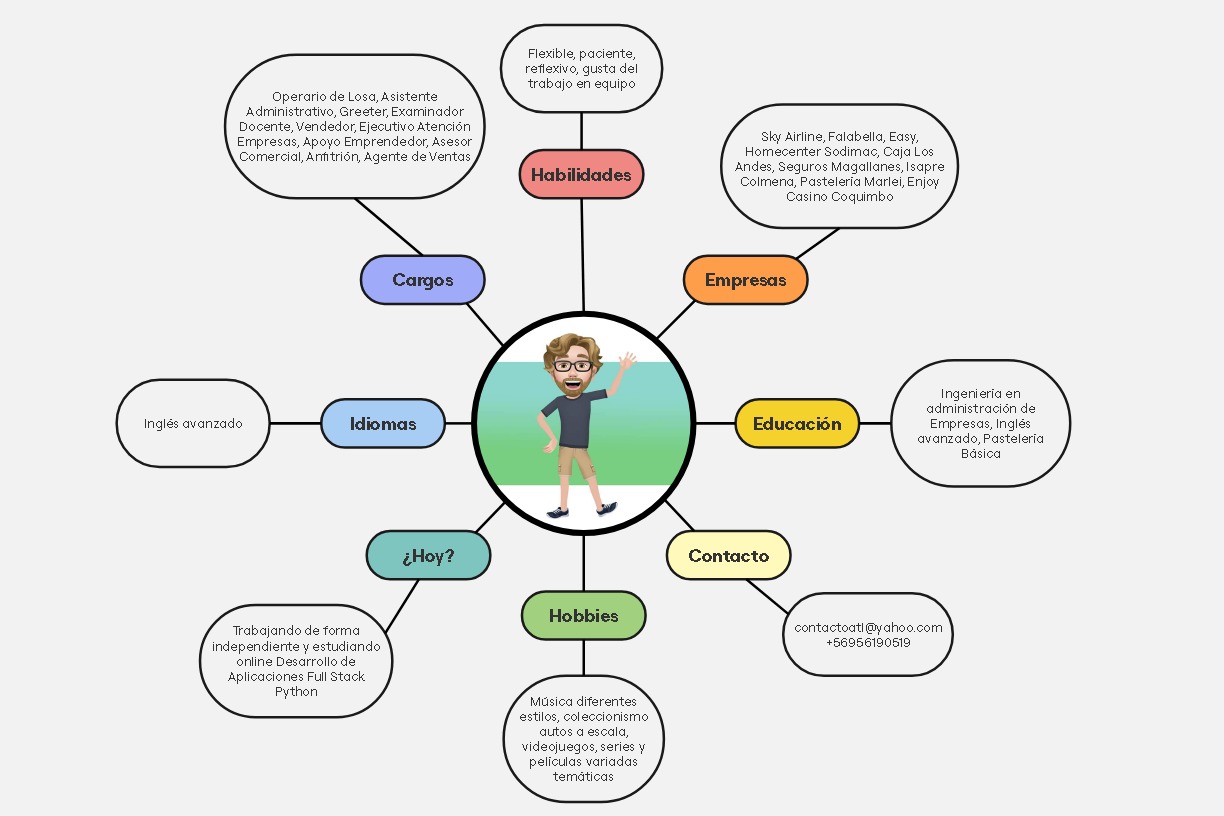 Flexible, paciente,
reflexivo, gusta del
trabajo en equipo
Habilidades
Operario de Losa, Asistente
Administrativo, Greeter, Examinador
Docente, Vendedor, Ejecutivo Atención
Empresas, Apoyo Emprendedor, Asesor
Comercial, Anfitrión, Agente de Ventas
Cargos
Sky Airline, Falabella, Easy,
Homecenter Sodimac, Caja Los
Andes, Seguros Magallanes, Isapre
Colmena, Pastelería Marlei, Enjoy
Casino Coquimbo
Empresas
Inglés avanzado
Idiomas
Educación
Ingeniería en
administración de
Empresas, Inglés
avanzado, Pastelería
Básica
¿Hoy?
Trabajando de forma
independiente y estudiando
online Desarrollo de
Aplicaciones Full Stack
Python
Hobbies
Música diferentes
estilos, coleccionismo
autos a escala,
videojuegos, series y
películas variadas
temáticas
Contacto
contactoatl@yahoo.com
+56956190519